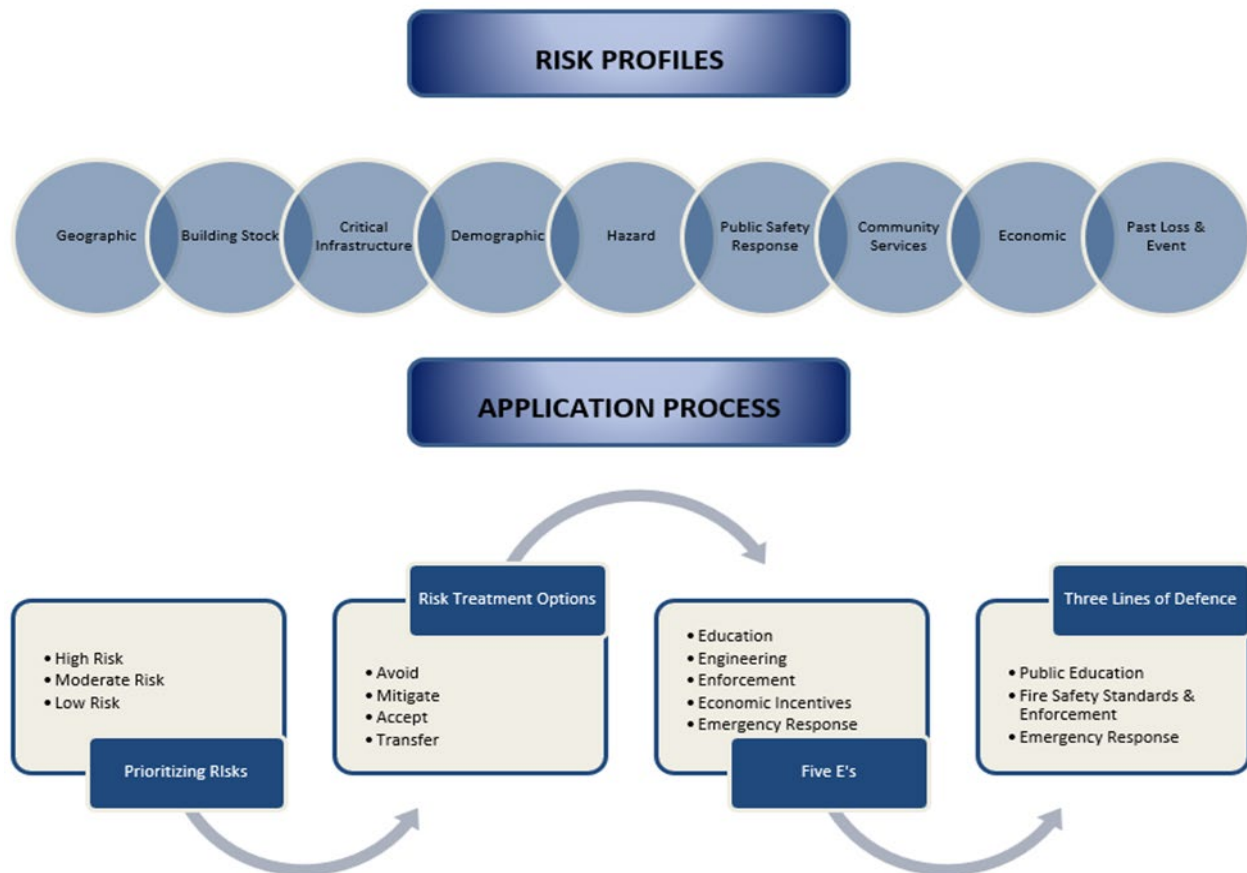 RISK PROFILES
Geographic
Building Stock
Critical
Infrastructure
Demographic
Hazard
Public Safety
Response
Community
Services
Economic
Past Loss &
Event
APPLICATION PROCESS
• High Risk
• Moderate Risk
• Low Risk
Prioritizing RIsks
Risk Treatment Options
• Avoid
• Mitigate
• Accept
• Transfer
• Education
• Engineering
• Enforcement
• Economic Incentives
• Emergency Response
Five E's
Three Lines of Defence
• Public Education
• Fire Safety Standards &
Enforcement
• Emergency Response